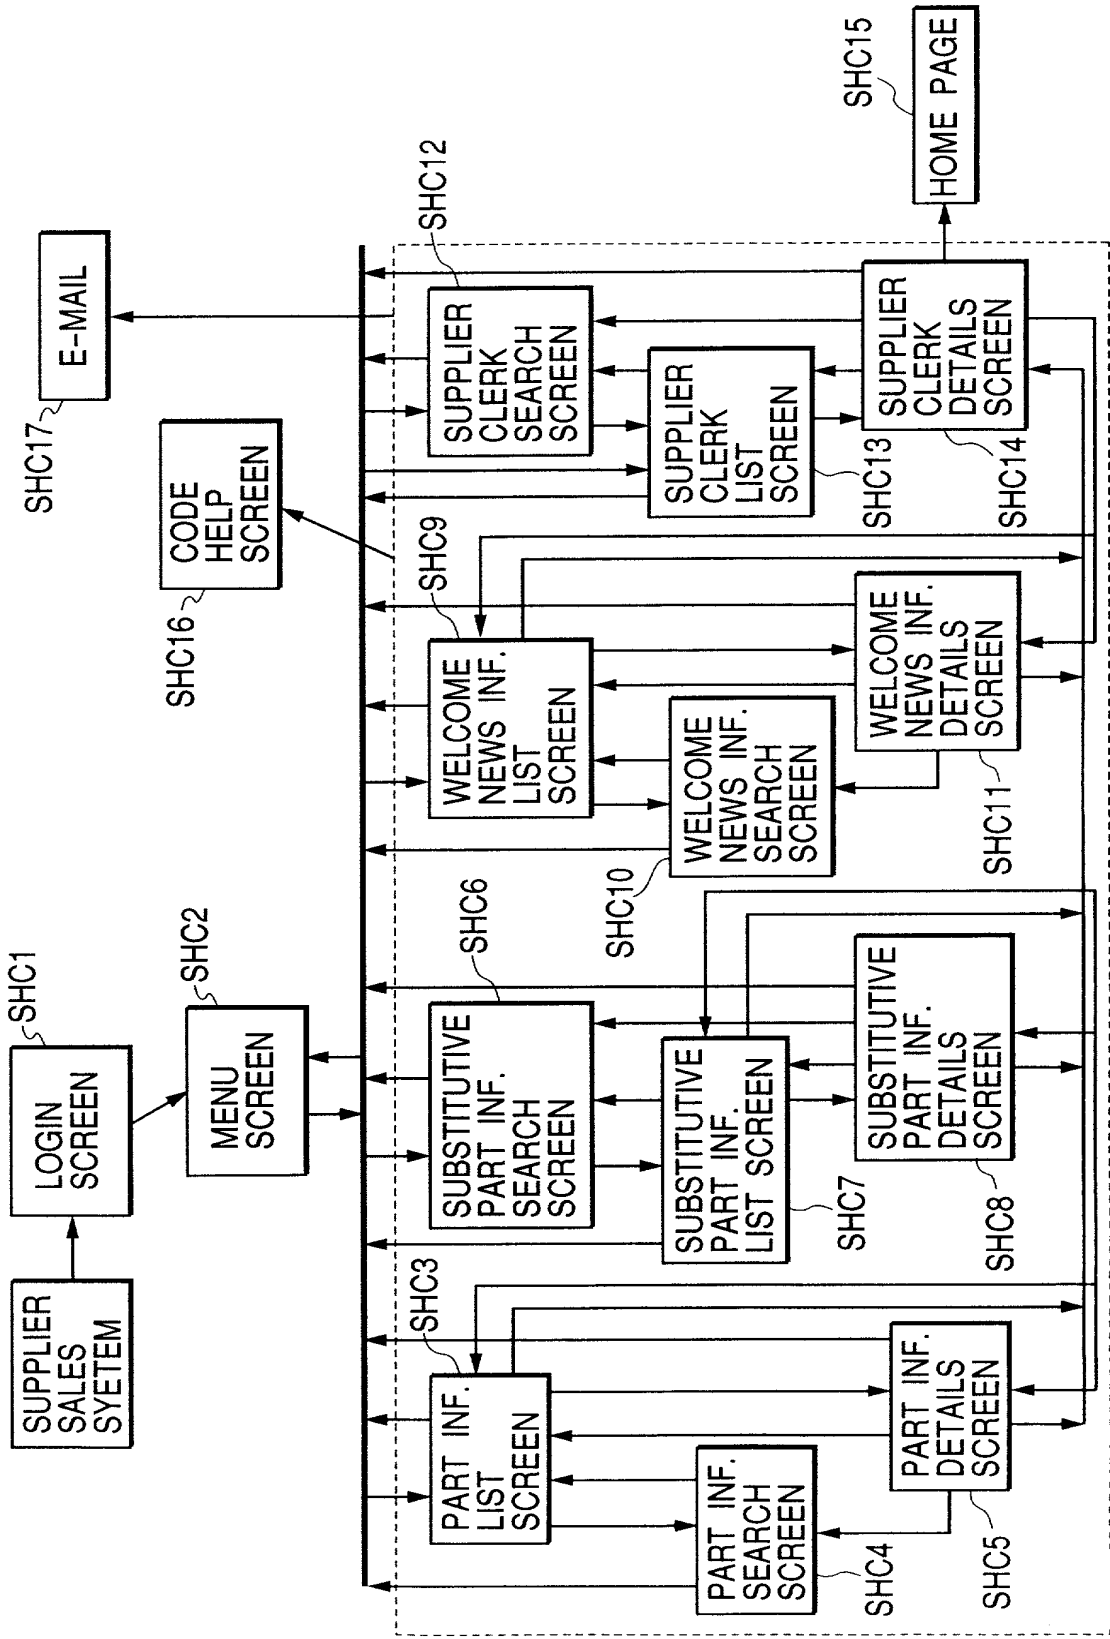 SUPPLIER
SALES
SYETEM
SHC1
LOGIN
SCREEN
SHC2
MENU
SCREEN
SHC17
E-MAIL
SHC16
CODE
HELP
SCREEN
SHC3
PART INF.
LIST
SCREEN
SHC4
PART INF.
SEARCH
SCREEN
SHC5
PART INF.
DETAILS
SCREEN
SHC6
SUBSTITUTIVE
PART INF.
SEARCH
SCREEN
SHC7
SUBSTITUTIVE
PART INF.
LIST SCREEN
SHC8
SUBSTITUTIVE
PART INF.
DETAILS
SCREEN
SHC9
WELCOME
NEWS INF.
LIST
SCREEN
SHC10
WELCOME
NEWS INF.
SEARCH
SCREEN
SHC11
WELCOME
NEWS INF.
DETAILS
SCREEN
SHC12
SUPPLIER
CLERK
SEARCH
SCREEN
SHC13
SUPPLIER
CLERK
LIST
SCREEN
SHC14
SUPPLIER
CLERK
DETAILS
SCREEN
SHC15
HOME PAGE